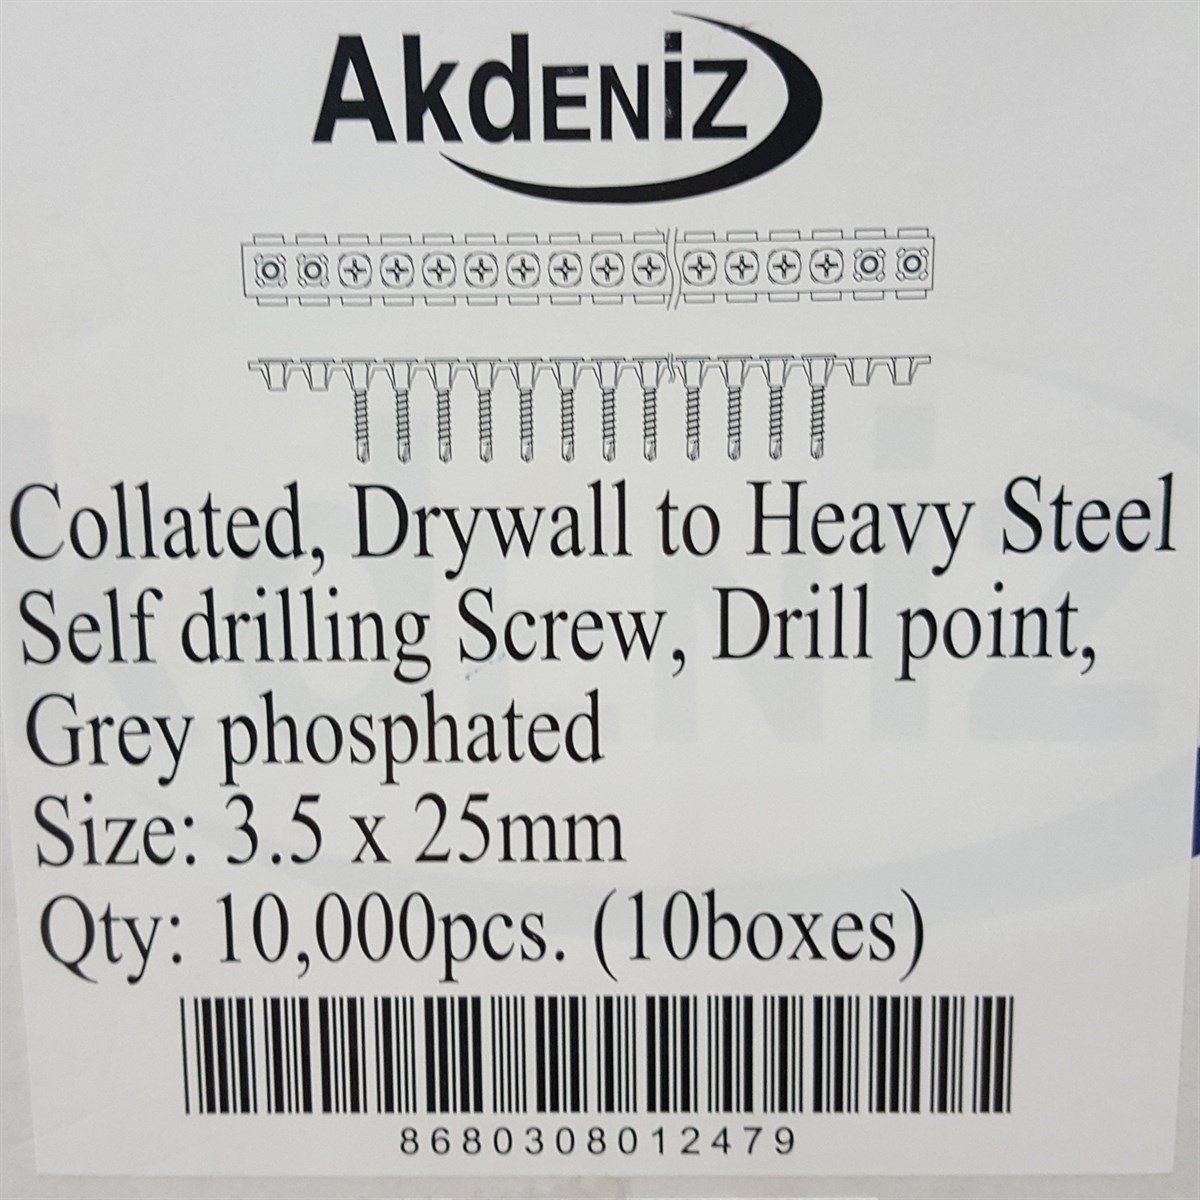 AkdENiZ
Collated, Drywall to Heavy Steel
Self drilling Screw, Drill point,
Grey phosphated
Size: 3.5 x 25mm
Qty: 10,000pcs. (10boxes)
8680308012479